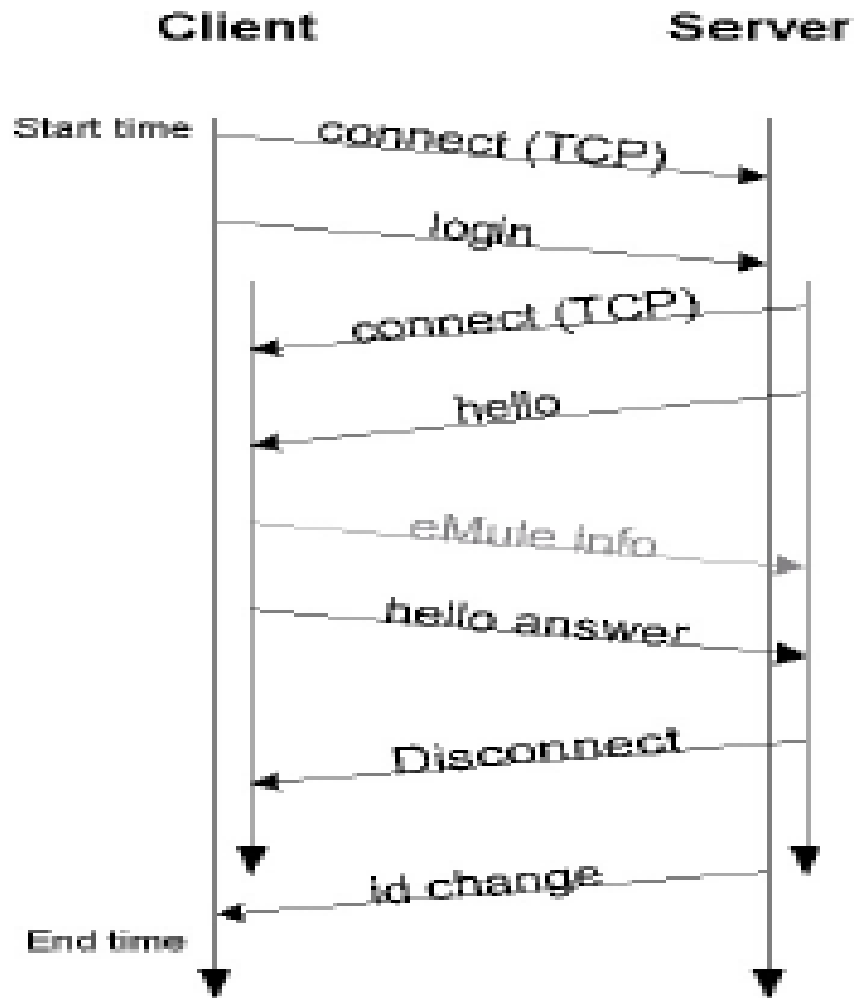 Client
Server
Start time
connect (TCP)
login
connect (TCP)
hello
eMule info
hello answer
Disconnect
id change
End time